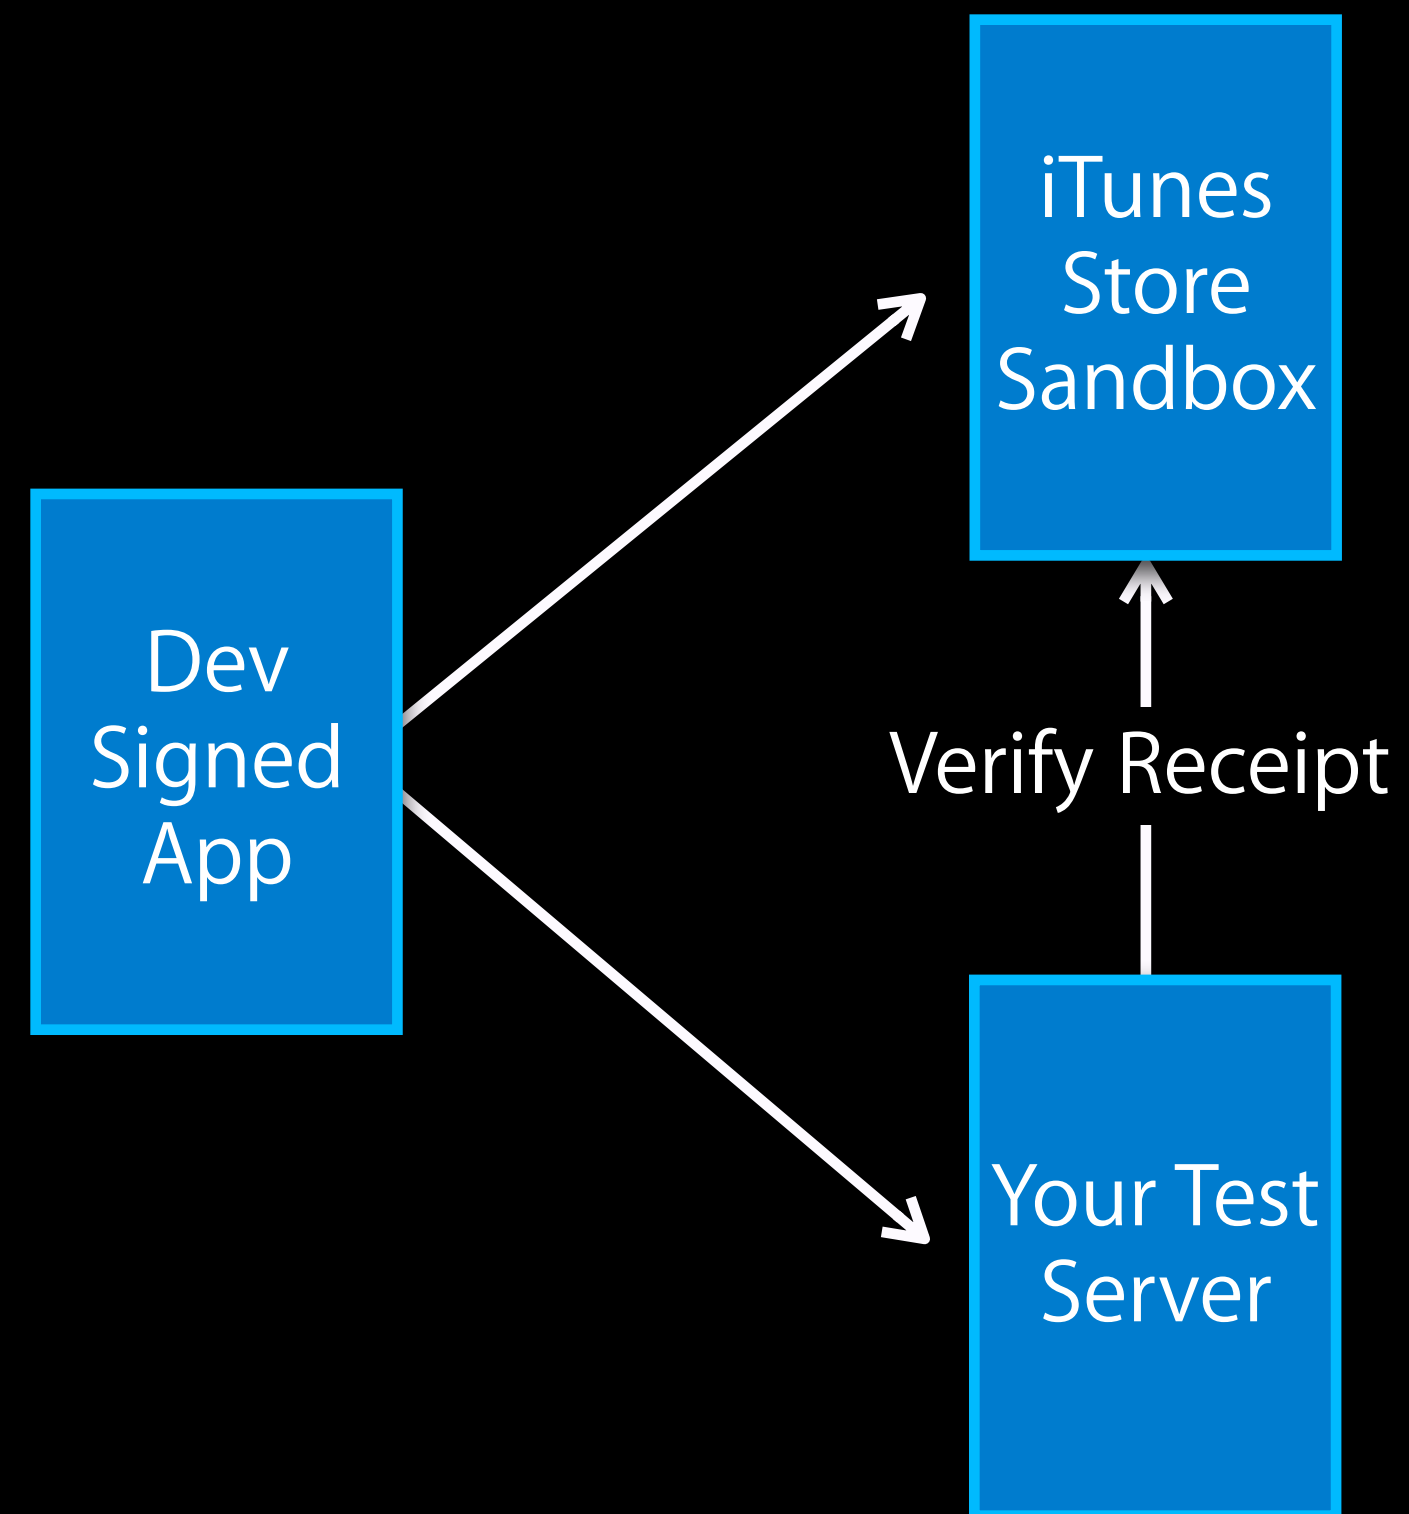 iTunes
Store
Sandbox
Dev
Signed
App
Verify Receipt
Your Test
Server